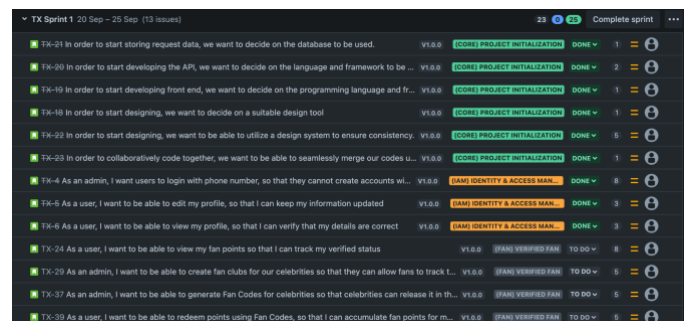 TX Sprint 1 20 Sep – 25 Sep (13 issues) 23 0 25 Complete sprint
TX-21 In order to start storing request data, we want to decide on the database to be used. V1.0.0 (CORE) PROJECT INITIALIZATION DONE 1
TX-20 In order to start developing the API, we want to decide on the language and framework to be ... V1.0.0 (CORE) PROJECT INITIALIZATION DONE 2
TX-19 In order to start developing front end, we want to decide on the programming language and fr... V1.0.0 (CORE) PROJECT INITIALIZATION DONE 1
TX-18 In order to start designing, we want to decide on a suitable design tool V1.0.0 (CORE) PROJECT INITIALIZATION DONE 1
TX-22 In order to start designing, we want to be able to utilize a design system to ensure consistency. V1.0.0 (CORE) PROJECT INITIALIZATION DONE 5
TX-23 In order to collaboratively code together, we want to be able to seamlessly merge our codes u... V1.0.0 (CORE) PROJECT INITIALIZATION DONE 1
TX-4 As an admin, I want users to login with phone number, so that they cannot create accounts wi... V1.0.0 (IAM) IDENTITY & ACCESS MAN... DONE 8
TX-5 As a user, I want to be able to edit my profile, so that I can keep my information updated V1.0.0 (IAM) IDENTITY & ACCESS MAN... DONE 3
TX-6 As a user, I want to be able to view my profile, so that I can verify that my details are correct V1.0.0 (IAM) IDENTITY & ACCESS MAN... DONE 3
TX-24 As a user, I want to be able to view my fan points so that I can track my verified status V1.0.0 (FAN) VERIFIED FAN TO DO 8
TX-29 As an admin, I want to be able to create fan clubs for our celebrities so that they can allow fans to track t... V1.0.0 (FAN) VERIFIED FAN TO DO 5
TX-37 As an admin, I want to be able to generate Fan Codes for celebrities so that celebrities can release it in th... V1.0.0 (FAN) VERIFIED FAN TO DO 5
TX-39 As a user, I want to be able to redeem points using Fan Codes, so that I can accumulate fan points for m... V1.0.0 (FAN) VERIFIED FAN TO DO 5